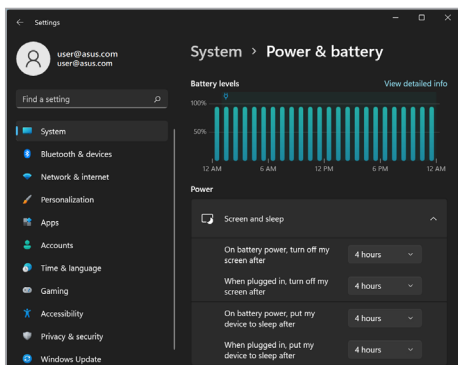 Settings
user@asus.com
user@asus.com
Find a setting
System
Bluetooth & devices
Network & internet
Personalization
Apps
Accounts
Time & language
Gaming
Accessibility
Privacy & security
Windows Update
System > Power & battery
Battery levels
View detailed info
100%
50%
12 AM 6 AM 12 PM 6 PM 12 AM
Power
Screen and sleep
On battery power, turn off my
screen after
4 hours
When plugged in, turn off my
screen after
4 hours
On battery power, put my
device to sleep after
4 hours
When plugged in, put my
device to sleep after
4 hours